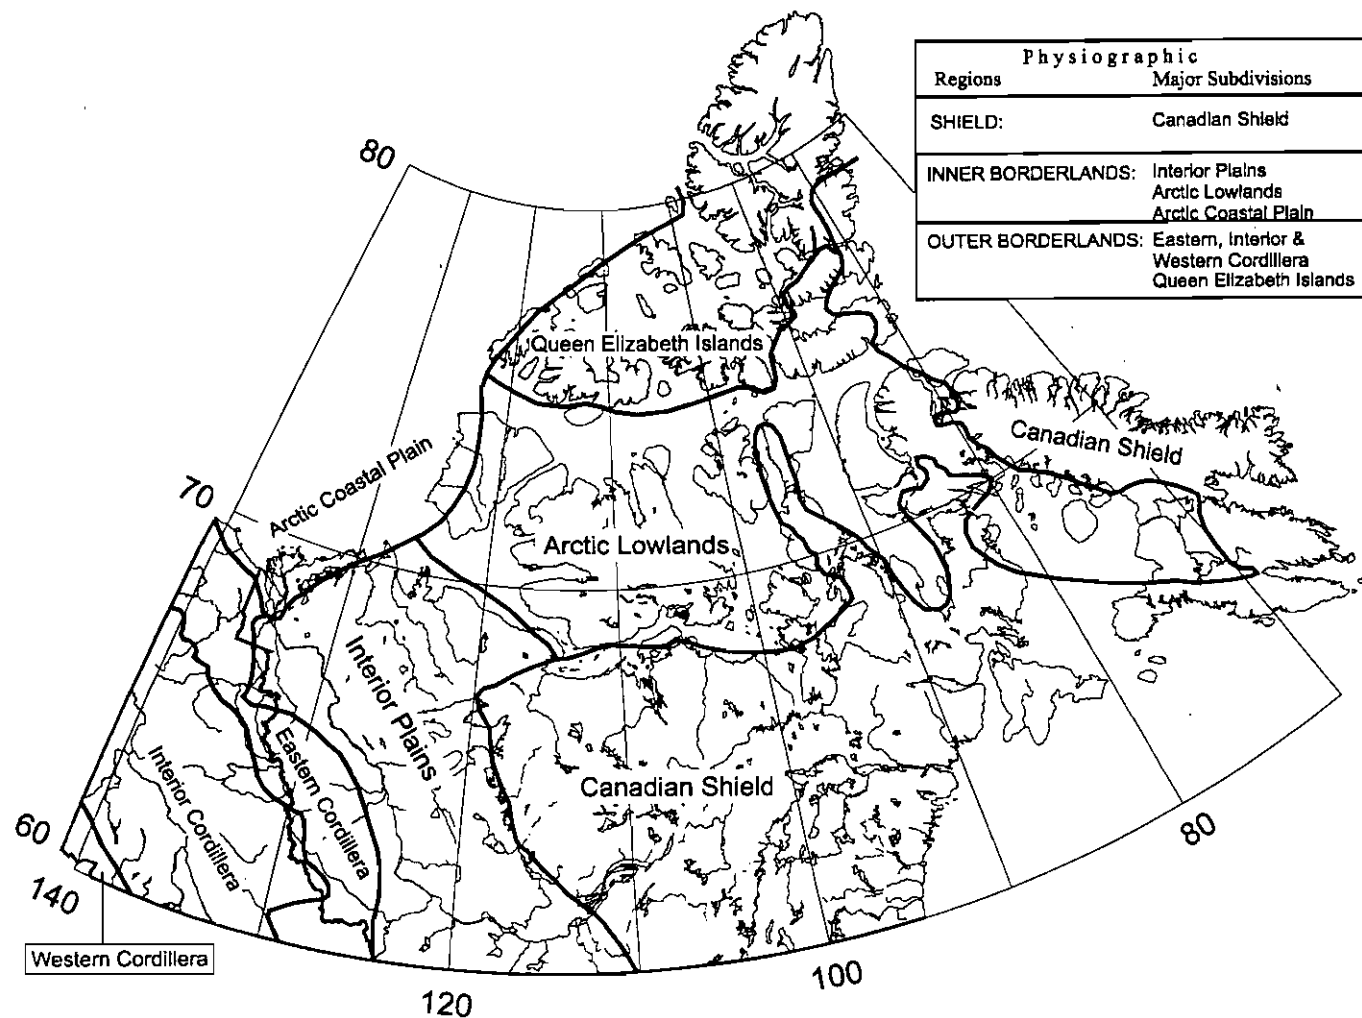 Physiographic
Regions Major Subdivisions
SHIELD: Canadian Shield
INNER BORDERLANDS: Interior Plains
Arctic Lowlands
Arctic Coastal Plain
OUTER BORDERLANDS: Eastern, Interior &
Western Cordillera
Queen Elizabeth Islands
80
Queen Elizabeth Islands
Canadian Shield
Arctic Coastal Plain
70
Arctic Lowlands
Interior Plains
Eastern Cordillera
Interior Cordillera
Canadian Shield
60
140
Western Cordillera
120
100
80